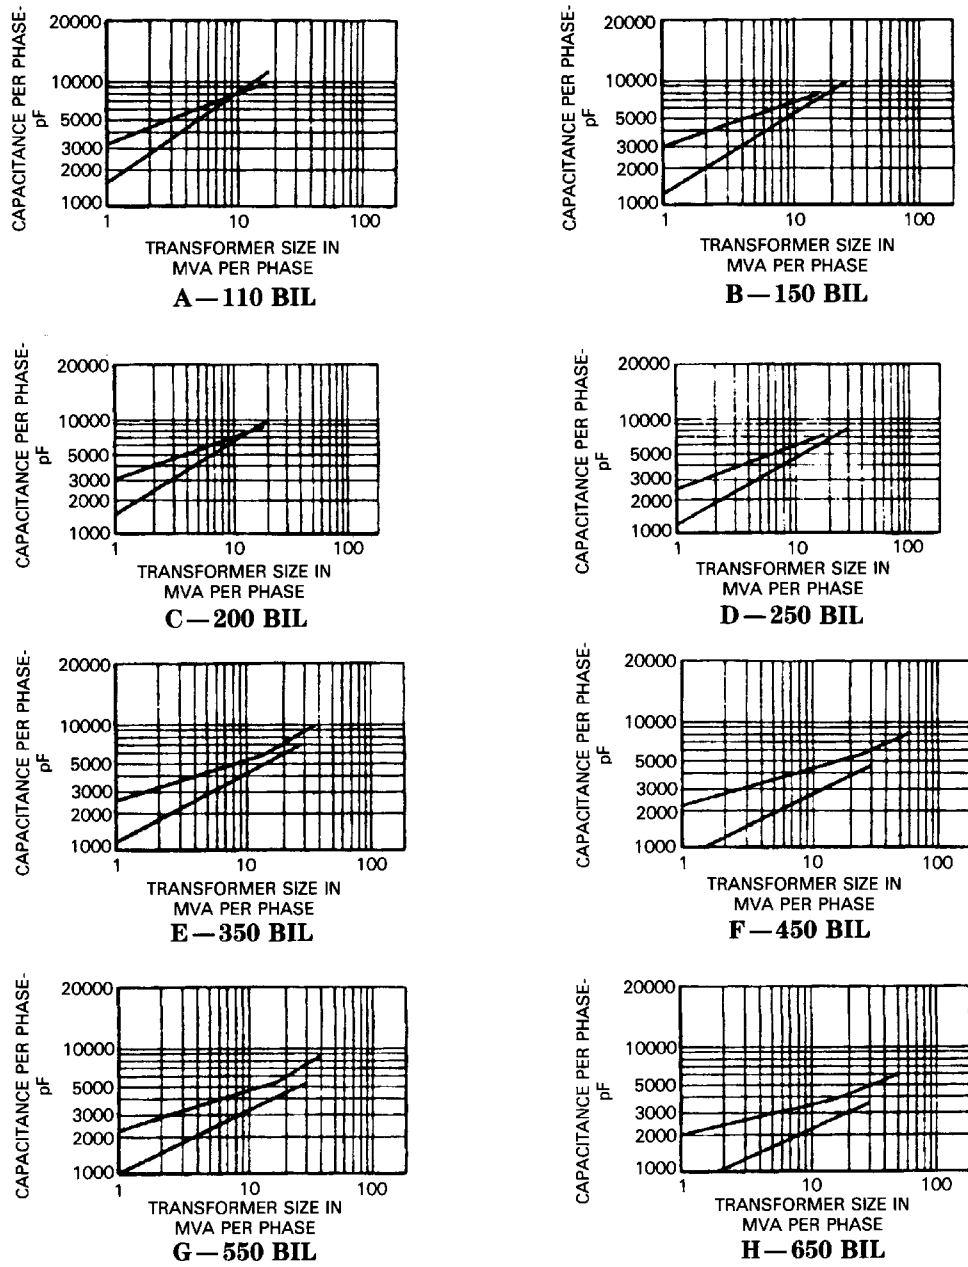 CAPACITANCE PER PHASE-
pF
20000
10000
5000
3000
2000
1000
1
10
100
TRANSFORMER SIZE IN
MVA PER PHASE
A—110 BIL
CAPACITANCE PER PHASE-
pF
20000
10000
5000
3000
2000
1000
1
10
100
TRANSFORMER SIZE IN
MVA PER PHASE
B—150 BIL
CAPACITANCE PER PHASE-
pF
20000
10000
5000
3000
2000
1000
1
10
100
TRANSFORMER SIZE IN
MVA PER PHASE
C—200 BIL
CAPACITANCE PER PHASE-
pF
20000
10000
5000
3000
2000
1000
1
10
100
TRANSFORMER SIZE IN
MVA PER PHASE
D—250 BIL
CAPACITANCE PER PHASE-
pF
20000
10000
5000
3000
2000
1000
1
10
100
TRANSFORMER SIZE IN
MVA PER PHASE
E—350 BIL
CAPACITANCE PER PHASE-
pF
20000
10000
5000
3000
2000
1000
1
10
100
TRANSFORMER SIZE IN
MVA PER PHASE
F—450 BIL
CAPACITANCE PER PHASE-
pF
20000
10000
5000
3000
2000
1000
1
10
100
TRANSFORMER SIZE IN
MVA PER PHASE
G—550 BIL
CAPACITANCE PER PHASE-
pF
20000
10000
5000
3000
2000
1000
1
10
100
TRANSFORMER SIZE IN
MVA PER PHASE
H—650 BIL